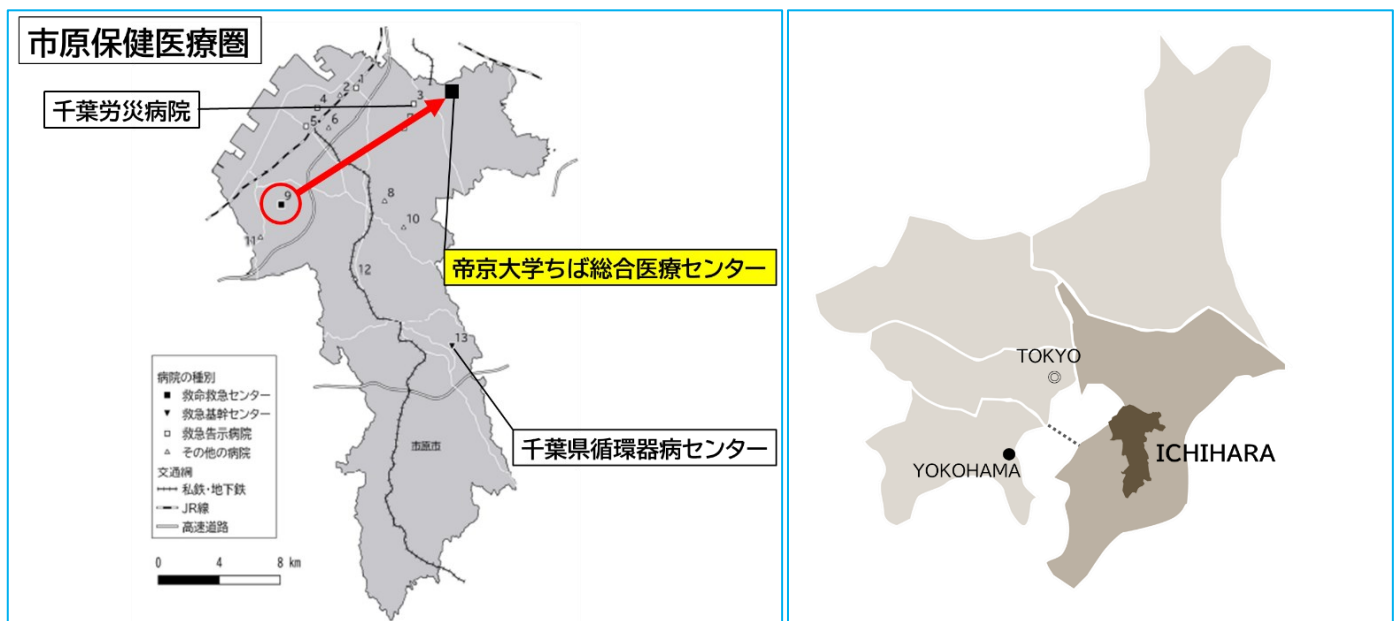 市原保健医療圏
千葉労災病院
1
2
3
4
5
6
8
9
10
11
12
13
帝京大学ちば総合医療センター
千葉県循環器病センター
市原市
病院の種別
救命救急センター
救急基幹センター
救急告示病院
その他の病院
交通網
私鉄・地下鉄
JR線
高速道路
0 4 8 km
TOKYO
YOKOHAMA
ICHIHARA